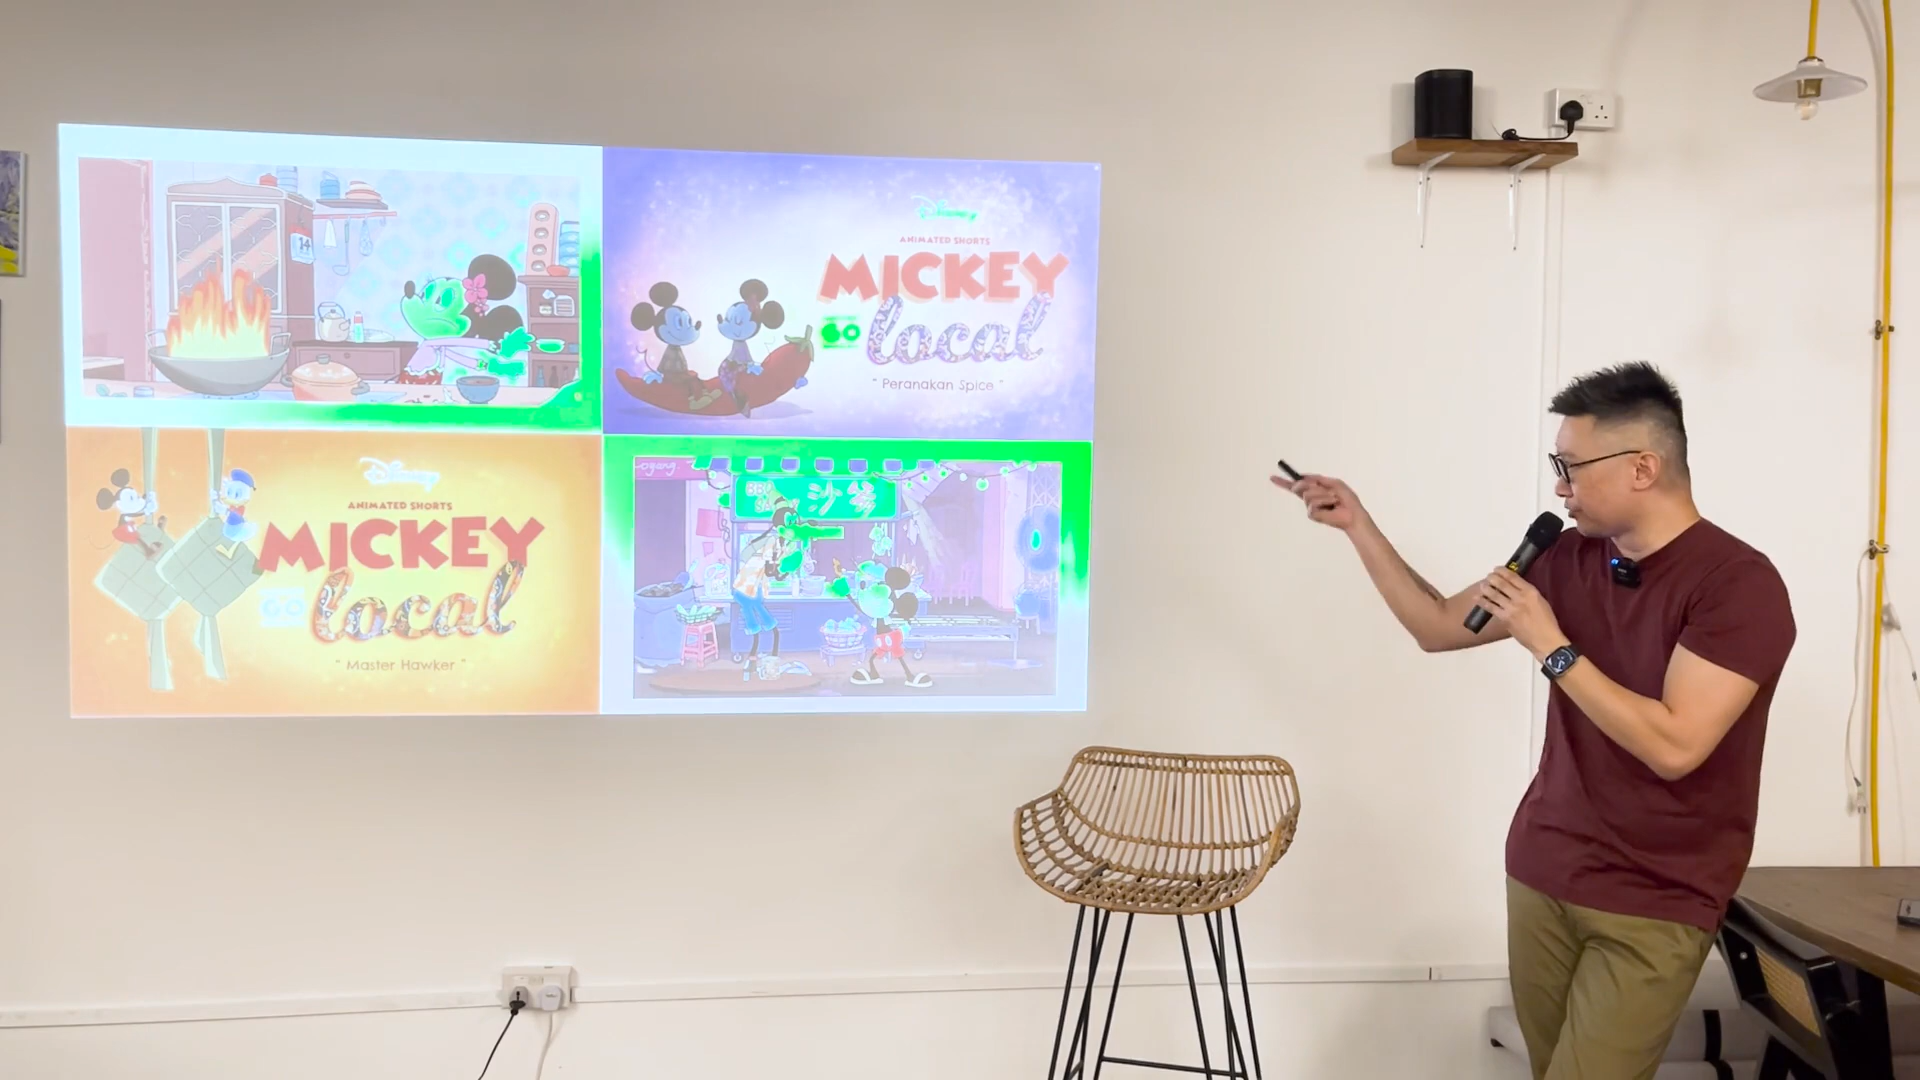 14
Disney
ANIMATED SHORTS
MICKEY
GO
local
" Peranakan Spice "
Disney
ANIMATED SHORTS
MICKEY
GO
local
" Master Hawker "
BBQ
沙爹